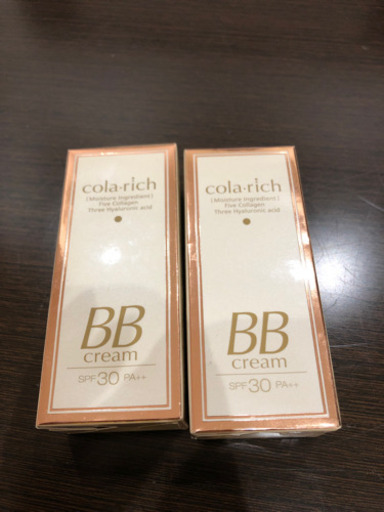 cola·rich
(Moisture Ingredient)
Five Collagen
Three Hyaluronic acid
BB
cream
SPF30 PA++
cola·rich
(Moisture Ingredient)
Five Collagen
Three Hyaluronic acid
BB
cream
SPF30 PA++